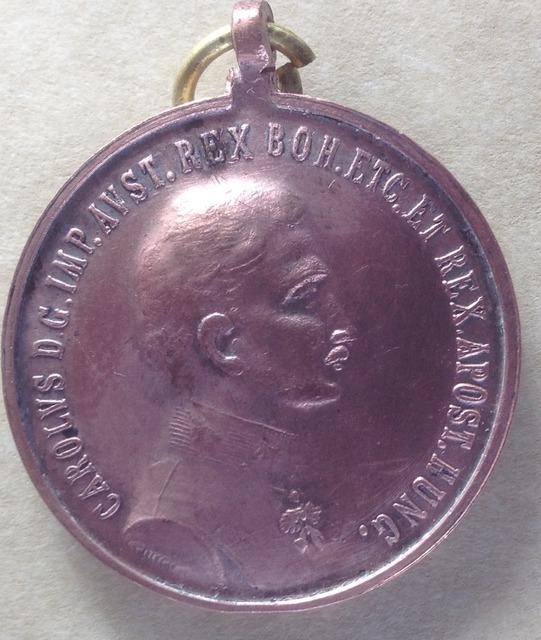 CAROLVS D.G.IMP.AVST.REX BOH.ETC.ET REX APOST.HUNG.